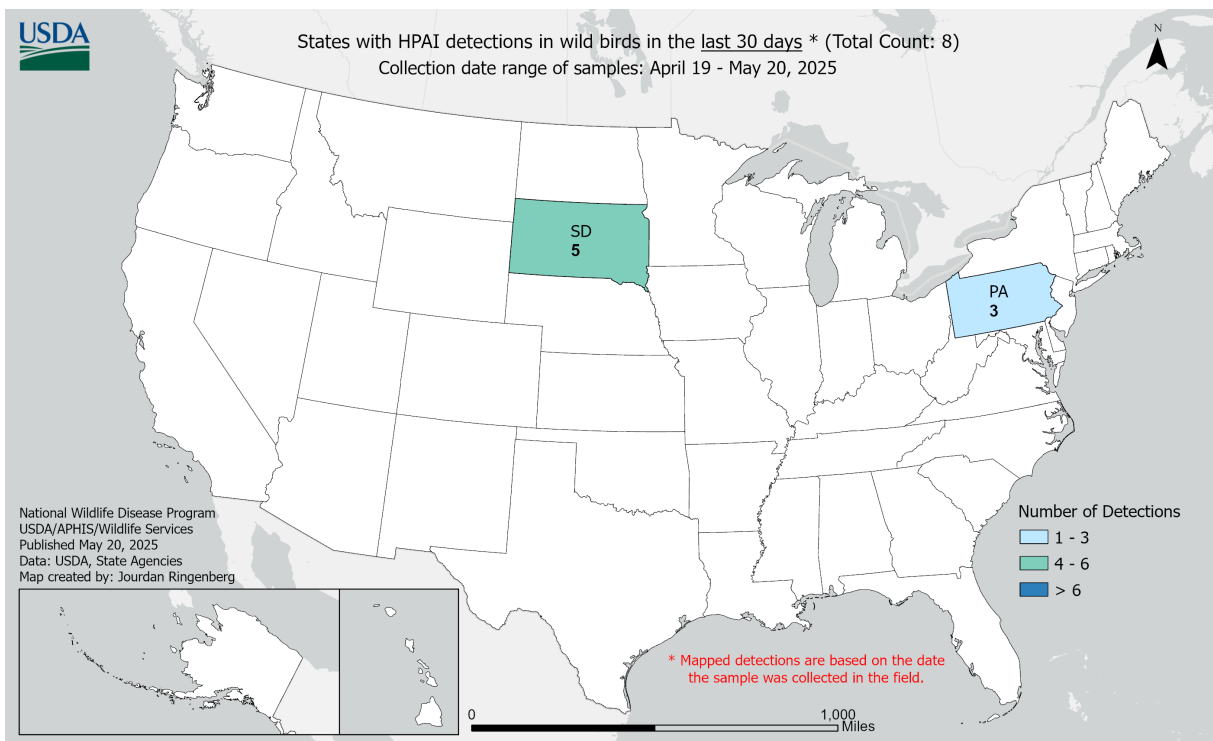 USDA
States with HPAI detections in wild birds in the last 30 days * (Total Count: 8)
Collection date range of samples: April 19 - May 20, 2025
N
SD
5
PA
3
National Wildlife Disease Program
USDA/APHIS/Wildlife Services
Published May 20, 2025
Data: USDA, State Agencies
Map created by: Jourdan Ringenberg
Number of Detections
1 - 3
4 - 6
> 6
* Mapped detections are based on the date
the sample was collected in the field.
0 1,000
Miles